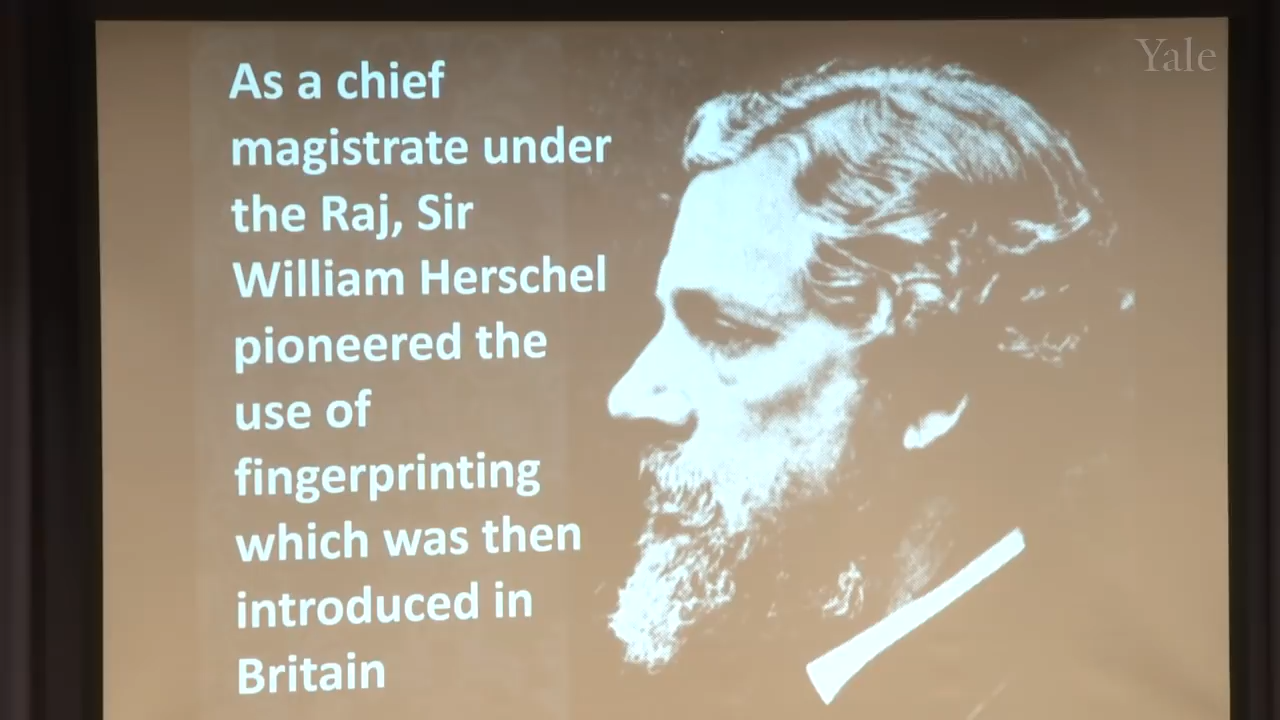 As a chief
magistrate under
the Raj, Sir
William Herschel
pioneered the
use of
fingerprinting
which was then
introduced in
Britain
Yale